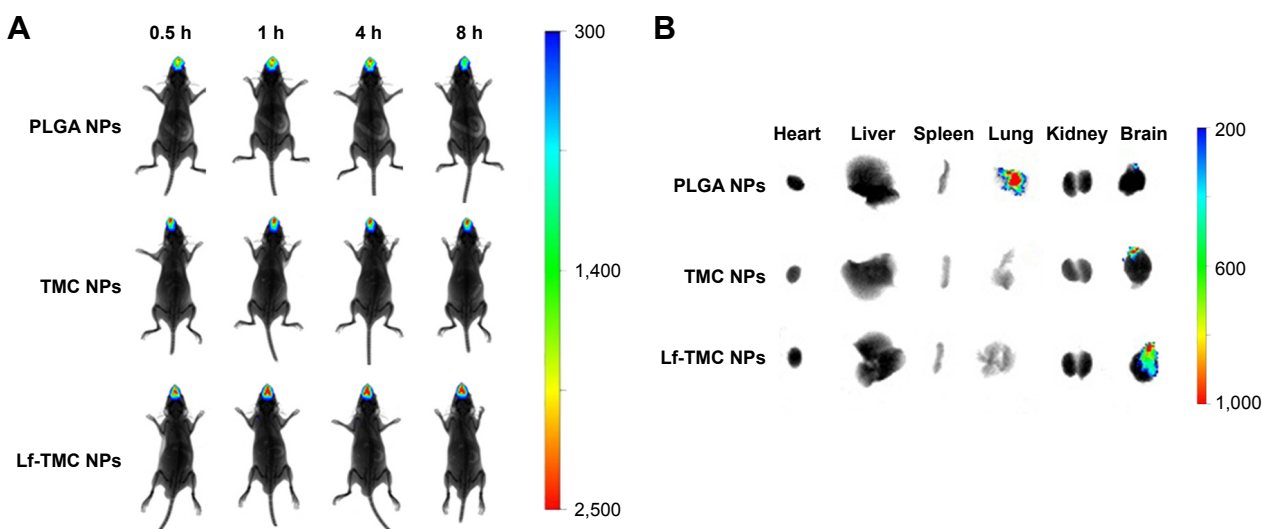 A
0.5 h 1 h 4 h 8 h
PLGA NPs
TMC NPs
Lf-TMC NPs
300
1,400
2,500
B
Heart Liver Spleen Lung Kidney Brain
PLGA NPs
TMC NPs
Lf-TMC NPs
200
600
1,000